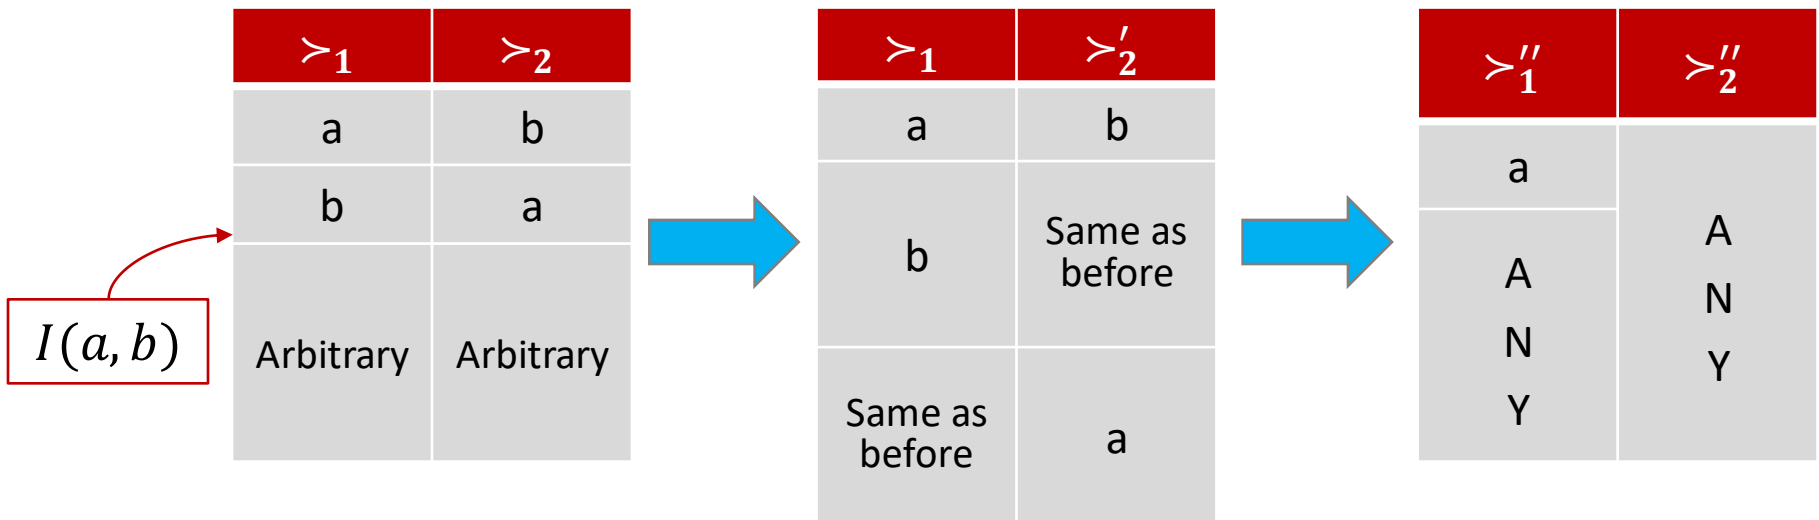 ≻₁ ≻₂
a b
b a
Arbitrary Arbitrary
I(a, b)
≻₁ ≻′₂
a b
b Same as
before
Same as
before a
≻″₁ ≻″₂
a
A
N
Y
A
N
Y